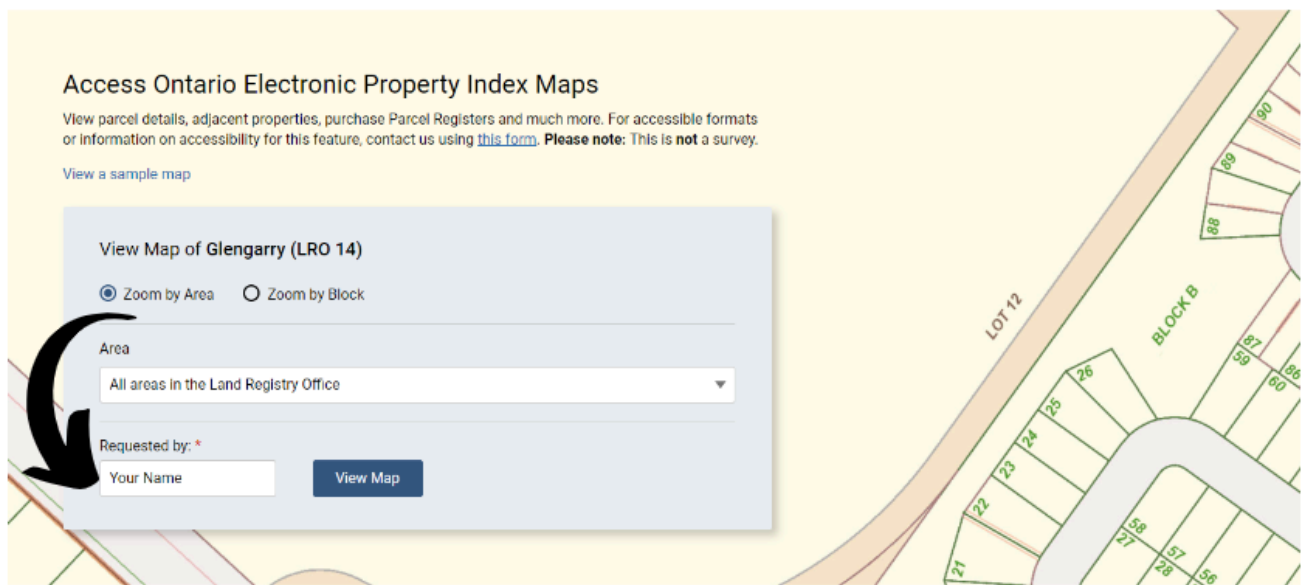 Access Ontario Electronic Property Index Maps
View parcel details, adjacent properties, purchase Parcel Registers and much more. For accessible formats
or information on accessibility for this feature, contact us using this form. Please note: This is not a survey.
View a sample map
View Map of Glengarry (LRO 14)
Zoom by Area Zoom by Block
Area
All areas in the Land Registry Office
Requested by: *
Your Name View Map
90
89
88
LOT 12
BLOCK B
87
59
86
60
26
25
24
23
22
21
58
27
57
28
56